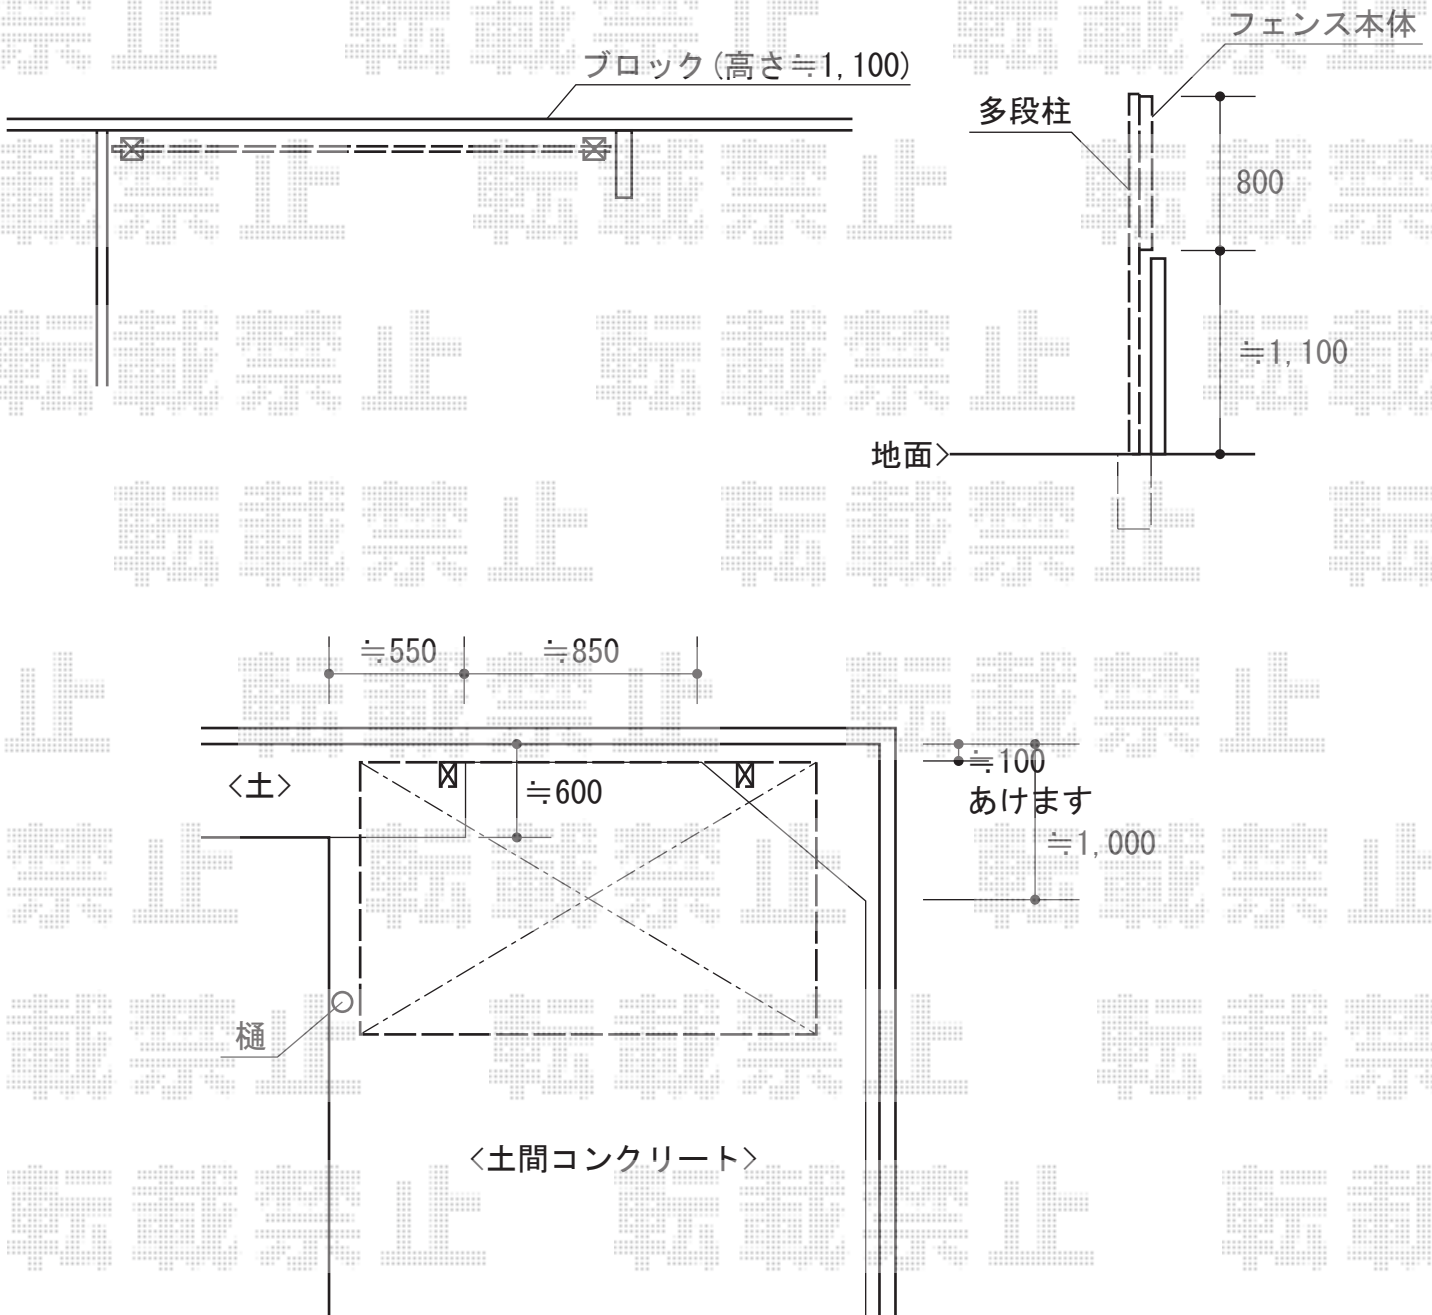 フェンス本体
ブロック(高さ≒1,100)
多段柱
800
≒1,100
地面>
≒550
≒850
<土>
≒600
≒100
あけます
≒1,000
樋
<土間コンクリート>
転載禁止